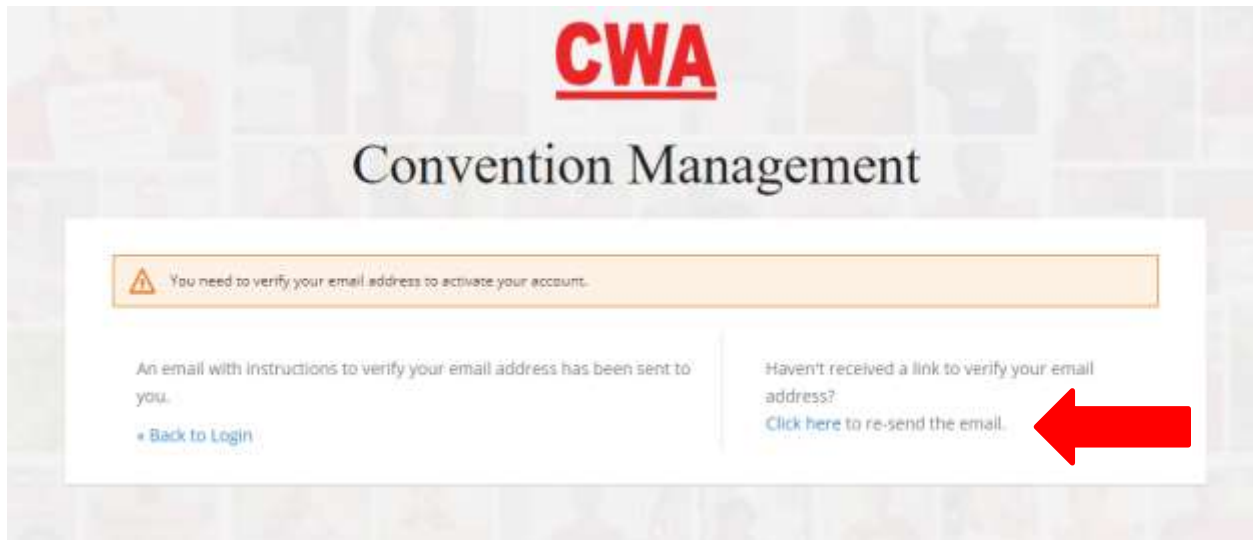 CWA
Convention Management
You need to verify your email address to activate your account.
An email with instructions to verify your email address has been sent to
you.
« Back to Login
Haven't received a link to verify your email
address?
Click here to re-send the email.